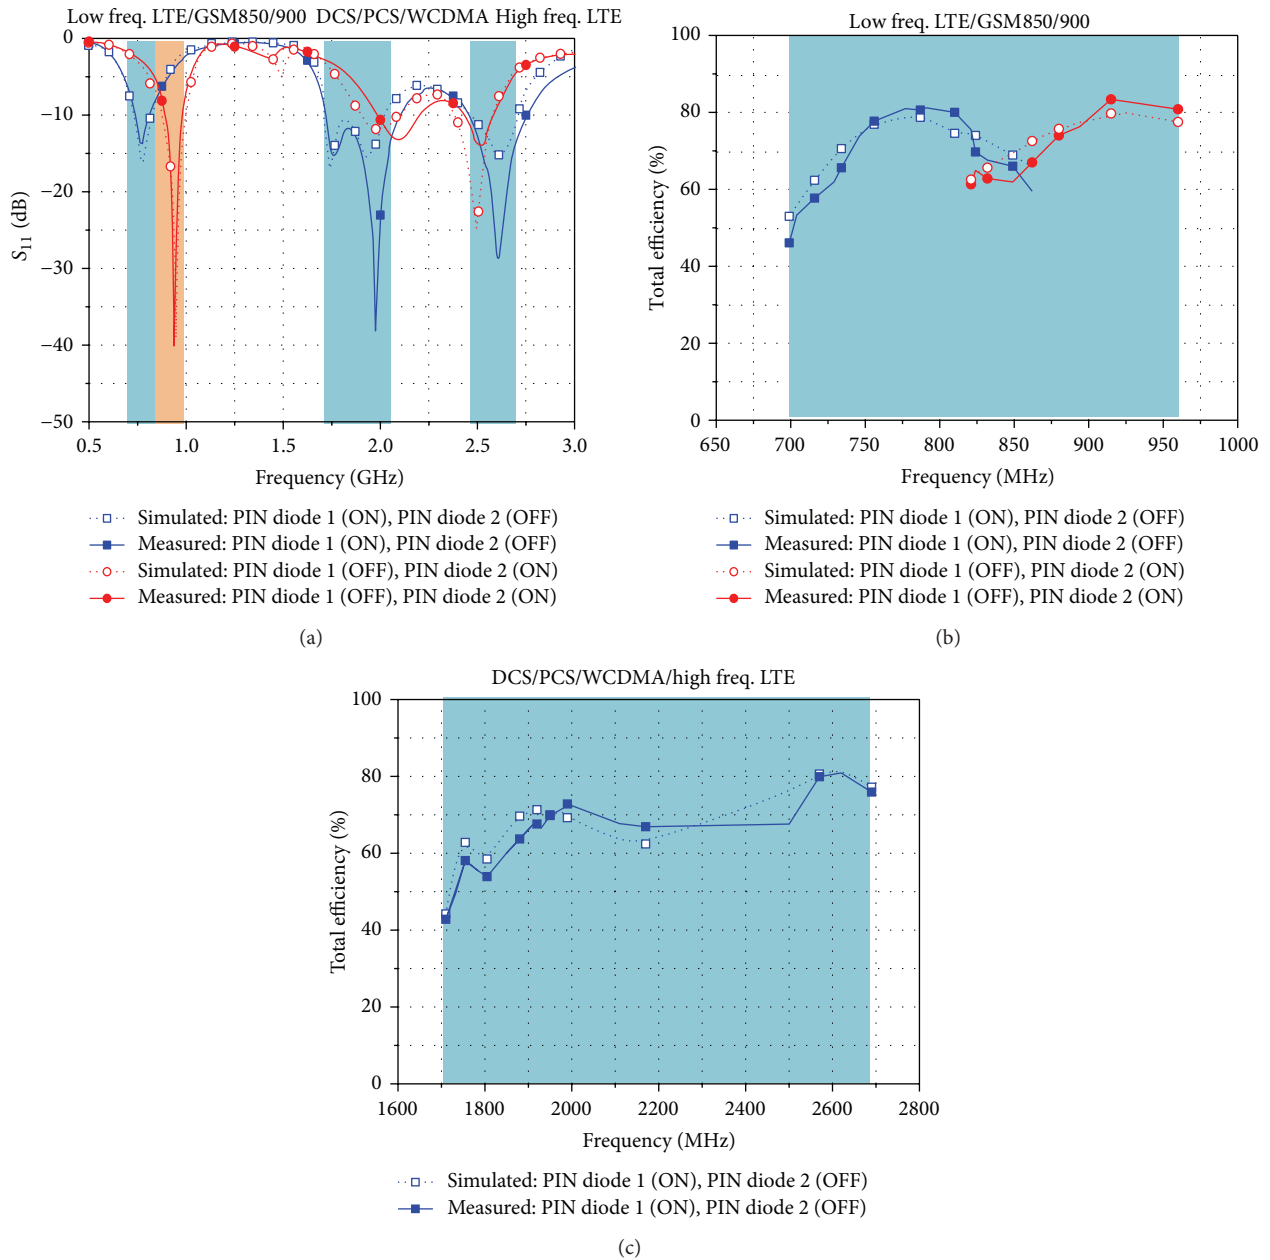 Low freq. LTE/GSM850/900 DCS/PCS/WCDMA High freq. LTE
0
−10
−20
−30
−40
−50
S11 (dB)
0.5 1.0 1.5 2.0 2.5 3.0
Frequency (GHz)
Simulated: PIN diode 1 (ON), PIN diode 2 (OFF)
Measured: PIN diode 1 (ON), PIN diode 2 (OFF)
Simulated: PIN diode 1 (OFF), PIN diode 2 (ON)
Measured: PIN diode 1 (OFF), PIN diode 2 (ON)
(a)
Low freq. LTE/GSM850/900
100
80
60
40
20
0
Total efficiency (%)
650 700 750 800 850 900 950 1000
Frequency (MHz)
Simulated: PIN diode 1 (ON), PIN diode 2 (OFF)
Measured: PIN diode 1 (ON), PIN diode 2 (OFF)
Simulated: PIN diode 1 (OFF), PIN diode 2 (ON)
Measured: PIN diode 1 (OFF), PIN diode 2 (ON)
(b)
DCS/PCS/WCDMA/high freq. LTE
100
80
60
40
20
0
Total efficiency (%)
1600 1800 2000 2200 2400 2600 2800
Frequency (MHz)
Simulated: PIN diode 1 (ON), PIN diode 2 (OFF)
Measured: PIN diode 1 (ON), PIN diode 2 (OFF)
(c)